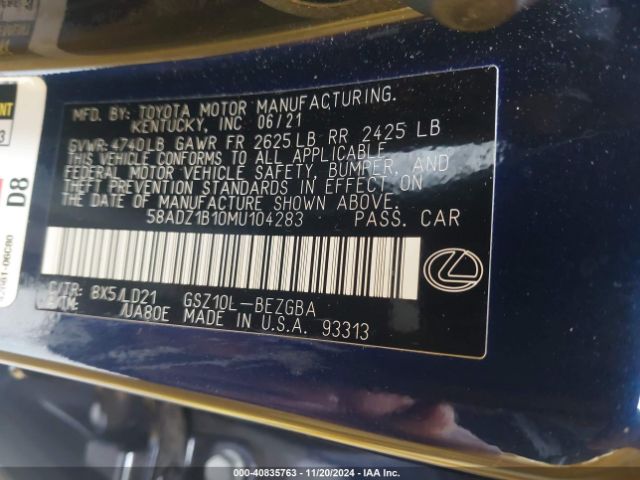 MFD. BY: TOYOTA MOTOR MANUFACTURING.
KENTUCKY, INC 06/21
GVWR:4740LB GAWR FR 2625LB RR 2425 LB
THIS VEHICLE CONFORMS TO ALL APPLICABLE
FEDERAL MOTOR VEHICLE SAFETY, BUMPER, AND
THEFT PREVENTION STANDARDS IN EFFECT ON
THE DATE OF MANUFACTURE SHOWN ABOVE.
58ADZ1B10MU104283 PASS. CAR
C/TR: 8X5/LD21 GSZ10L-BEZGBA
A/TM: /UA80E MADE IN U.S.A. 93313
D8
000-40835763 - 11/20/2024 - IAA Inc.